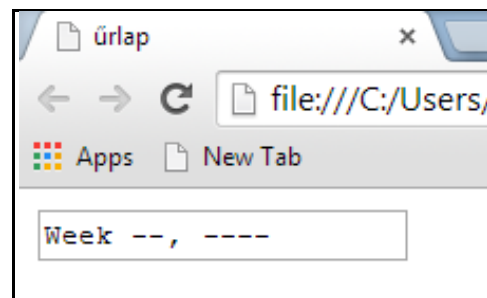 űrlap
file:///C:/Users/
Apps New Tab
Week --, ----